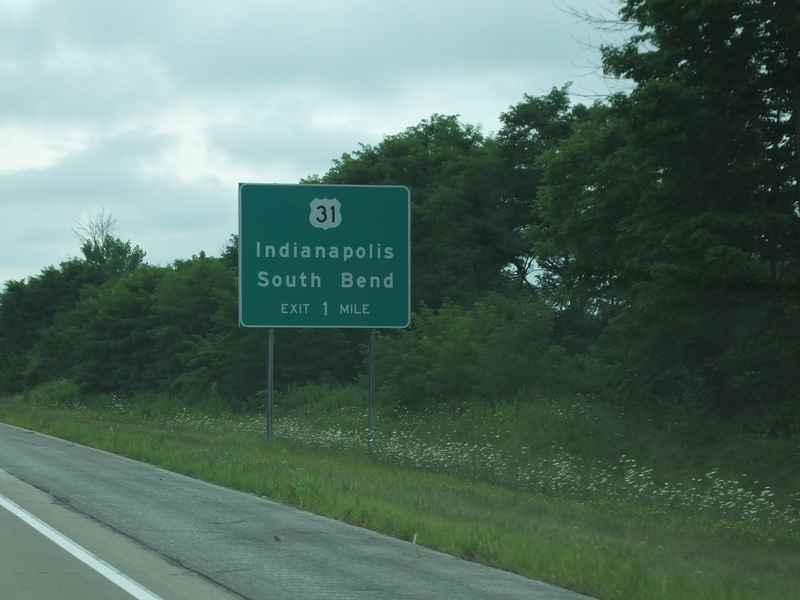 31
Indianapolis
South Bend
EXIT 1 MILE